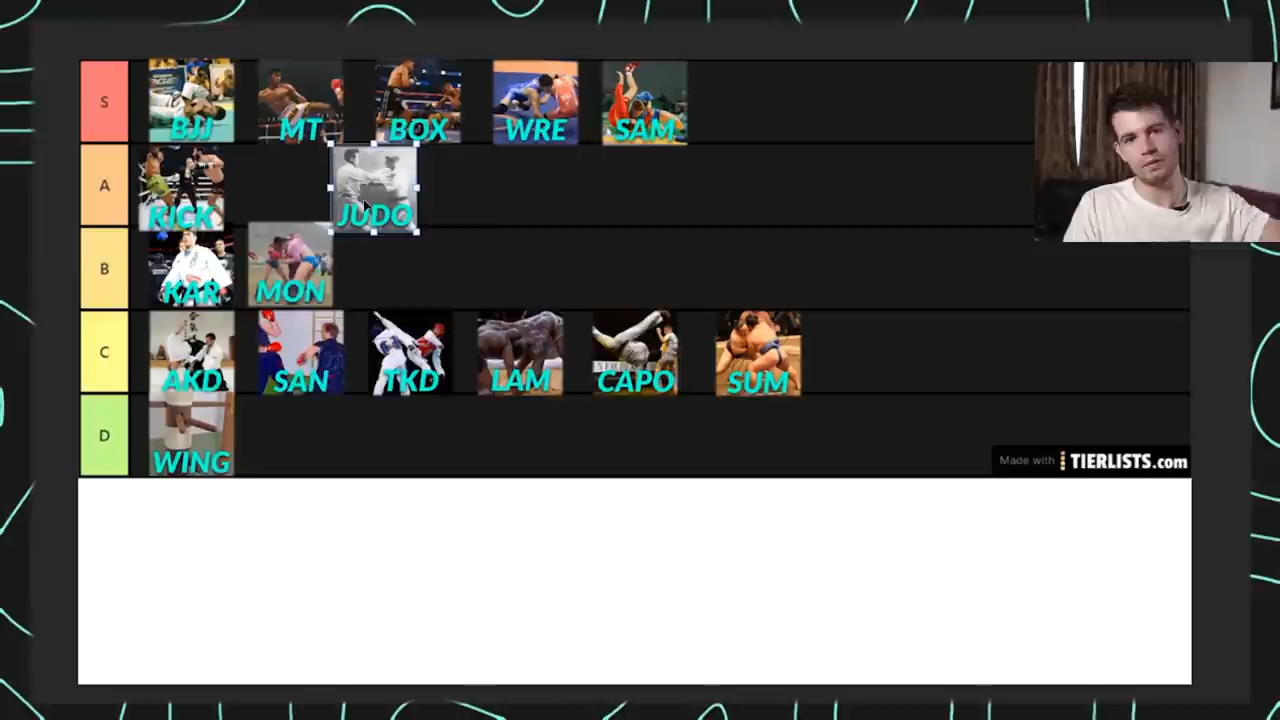 S BJJ MT BOX WRE SAM
A KICK JUDO
B KAR MON
C AKD SAN TKD LAM CAPO SUM
D WING
Made with TIERLISTS.com